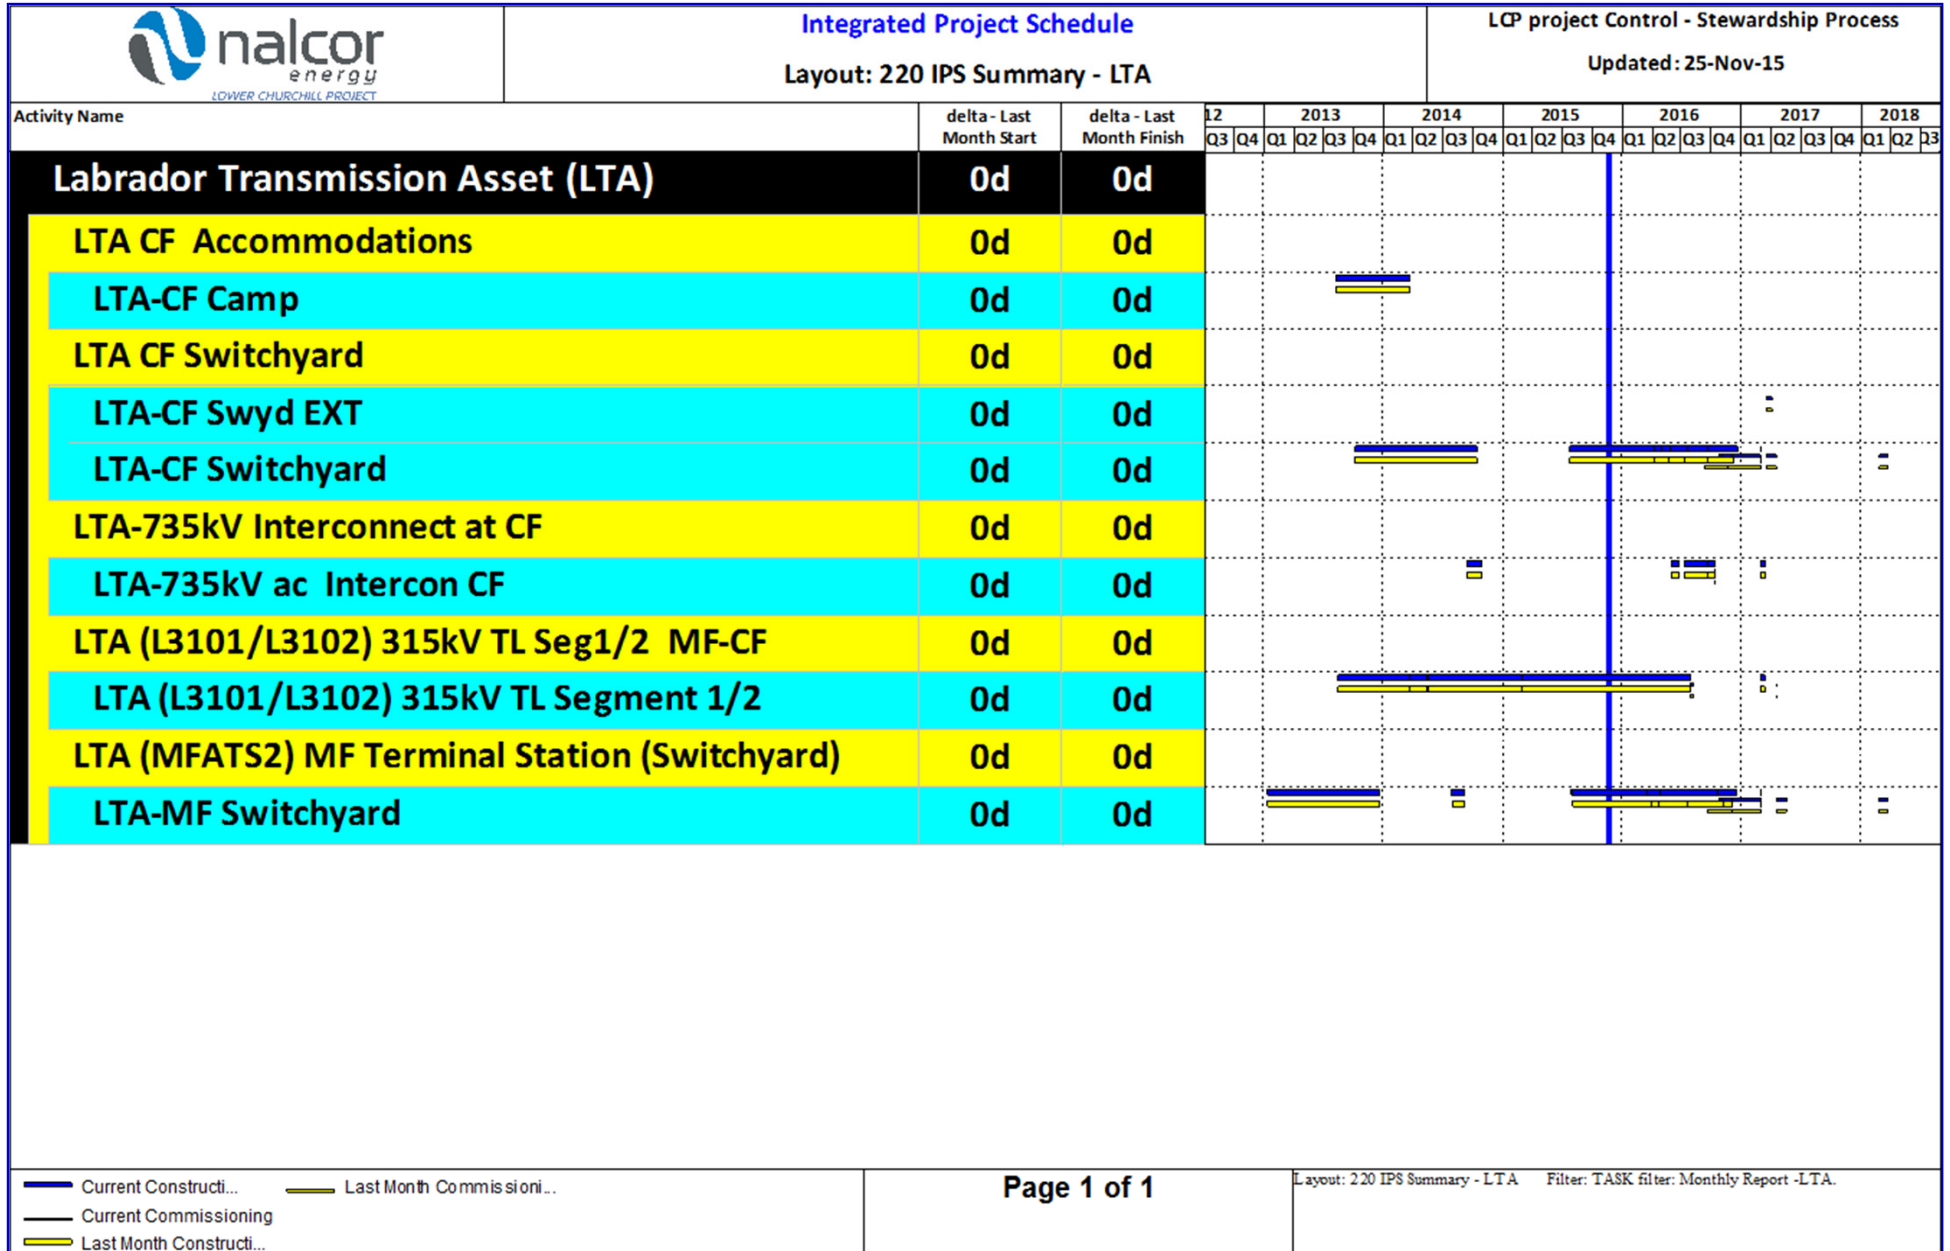 nalcor
energy
LOWER CHURCHILL PROJECT
Integrated Project Schedule
Layout: 220 IPS Summary - LTA
LCP project Control - Stewardship Process
Updated: 25-Nov-15
Activity Name
delta - Last
Month Start
delta - Last
Month Finish
12 2013 2014 2015 2016 2017 2018
Q3 Q4 Q1 Q2 Q3 Q4 Q1 Q2 Q3 Q4 Q1 Q2 Q3 Q4 Q1 Q2 Q3 Q4 Q1 Q2 Q3 Q4 Q1 Q2 Q3
Labrador Transmission Asset (LTA) 0d 0d
LTA CF Accommodations 0d 0d
LTA-CF Camp 0d 0d
LTA CF Switchyard 0d 0d
LTA-CF Swyd EXT 0d 0d
LTA-CF Switchyard 0d 0d
LTA-735kV Interconnect at CF 0d 0d
LTA-735kV ac Intercon CF 0d 0d
LTA (L3101/L3102) 315kV TL Seg1/2 MF-CF 0d 0d
LTA (L3101/L3102) 315kV TL Segment 1/2 0d 0d
LTA (MFATS2) MF Terminal Station (Switchyard) 0d 0d
LTA-MF Switchyard 0d 0d
Current Constructi... Last Month Commissioni...
Current Commissioning
Last Month Constructi...
Page 1 of 1
Layout: 220 IPS Summary - LTA Filter: TASK filter: Monthly Report -LTA.